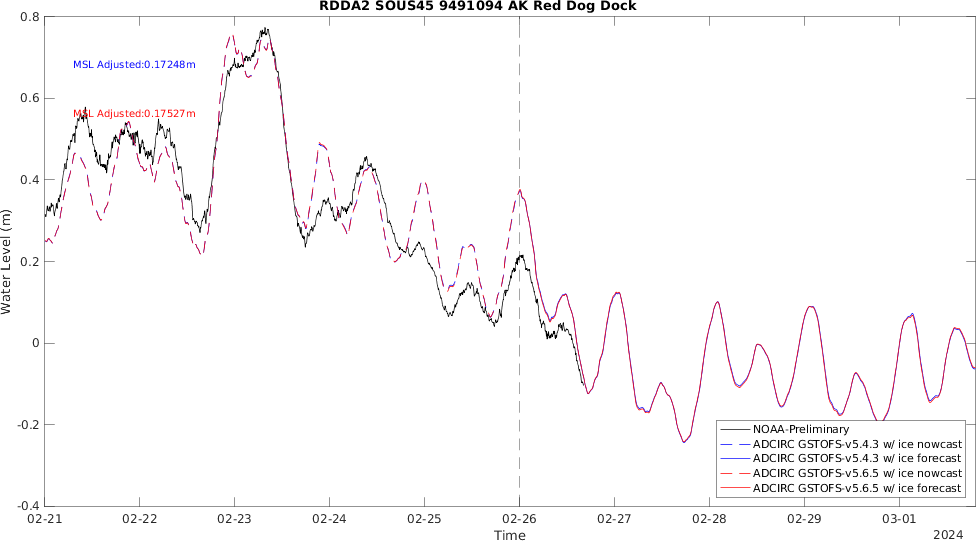 RDDA2 SOUS45 9491094 AK Red Dog Dock
0.8
0.6
0.4
0.2
0
-0.2
-0.4
Water Level (m)
MSL Adjusted:0.17248m
MSL Adjusted:0.17527m
NOAA-Preliminary
ADCIRC GSTOFS-v5.4.3 w/ ice nowcast
ADCIRC GSTOFS-v5.4.3 w/ ice forecast
ADCIRC GSTOFS-v5.6.5 w/ ice nowcast
ADCIRC GSTOFS-v5.6.5 w/ ice forecast
02-21 02-22 02-23 02-24 02-25 02-26 02-27 02-28 02-29 03-01
Time
2024